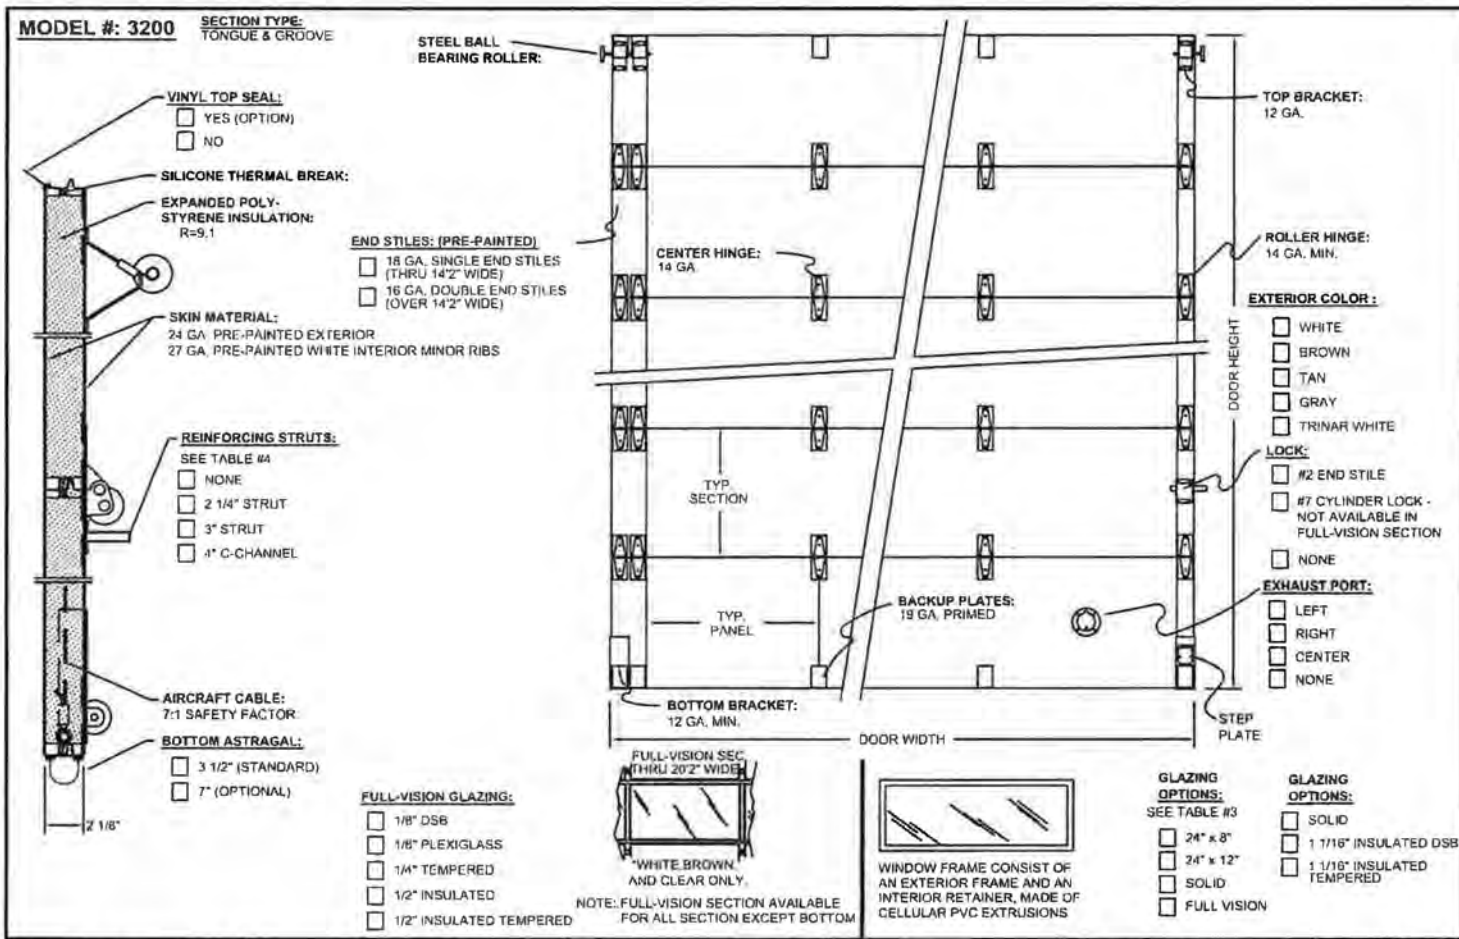 MODEL #: 3200
SECTION TYPE:
TONGUE & GROOVE
VINYL TOP SEAL:
YES (OPTION)
NO
SILICONE THERMAL BREAK:
EXPANDED POLY-
STYRENE INSULATION:
R=9.1
SKIN MATERIAL:
24 GA. PRE-PAINTED EXTERIOR
27 GA. PRE-PAINTED WHITE INTERIOR MINOR RIBS
REINFORCING STRUTS:
SEE TABLE #4
NONE
2 1/4" STRUT
3" STRUT
4" C-CHANNEL
AIRCRAFT CABLE:
7:1 SAFETY FACTOR
BOTTOM ASTRAGAL:
3 1/2" (STANDARD)
7" (OPTIONAL)
2 1/8"
STEEL BALL
BEARING ROLLER:
END STILES: (PRE-PAINTED)
18 GA. SINGLE END STILES
(THRU 14'2" WIDE)
16 GA. DOUBLE END STILES
(OVER 14'2" WIDE)
CENTER HINGE:
14 GA.
TYP.
SECTION
TYP.
PANEL
BACKUP PLATES:
19 GA. PRIMED
BOTTOM BRACKET:
12 GA. MIN.
DOOR WIDTH
DOOR HEIGHT
TOP BRACKET:
12 GA.
ROLLER HINGE:
14 GA. MIN.
EXTERIOR COLOR :
WHITE
BROWN
TAN
GRAY
TRINAR WHITE
LOCK:
#2 END STILE
#7 CYLINDER LOCK -
NOT AVAILABLE IN
FULL-VISION SECTION
NONE
EXHAUST PORT:
LEFT
RIGHT
CENTER
NONE
STEP
PLATE
FULL-VISION GLAZING:
1/8" DSB
1/8" PLEXIGLASS
1/4" TEMPERED
1/2" INSULATED
1/2" INSULATED TEMPERED
FULL-VISION SEC.
THRU 20'2" WIDE
*WHITE BROWN
AND CLEAR ONLY.
NOTE: FULL-VISION SECTION AVAILABLE
FOR ALL SECTION EXCEPT BOTTOM
WINDOW FRAME CONSIST OF
AN EXTERIOR FRAME AND AN
INTERIOR RETAINER, MADE OF
CELLULAR PVC EXTRUSIONS
GLAZING
OPTIONS:
SEE TABLE #3
24" x 8"
24" x 12"
SOLID
FULL VISION
GLAZING
OPTIONS:
SOLID
1 1/16" INSULATED DSB
1 1/16" INSULATED
TEMPERED